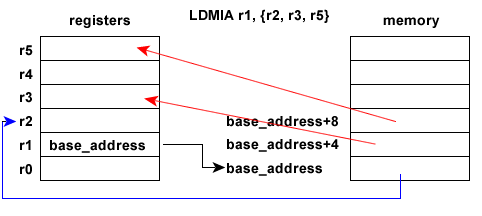 LDMIA r1, {r2, r3, r5}
registers
memory
r5
r4
r3
r2
base_address+8
r1 base_address
base_address+4
r0
base_address